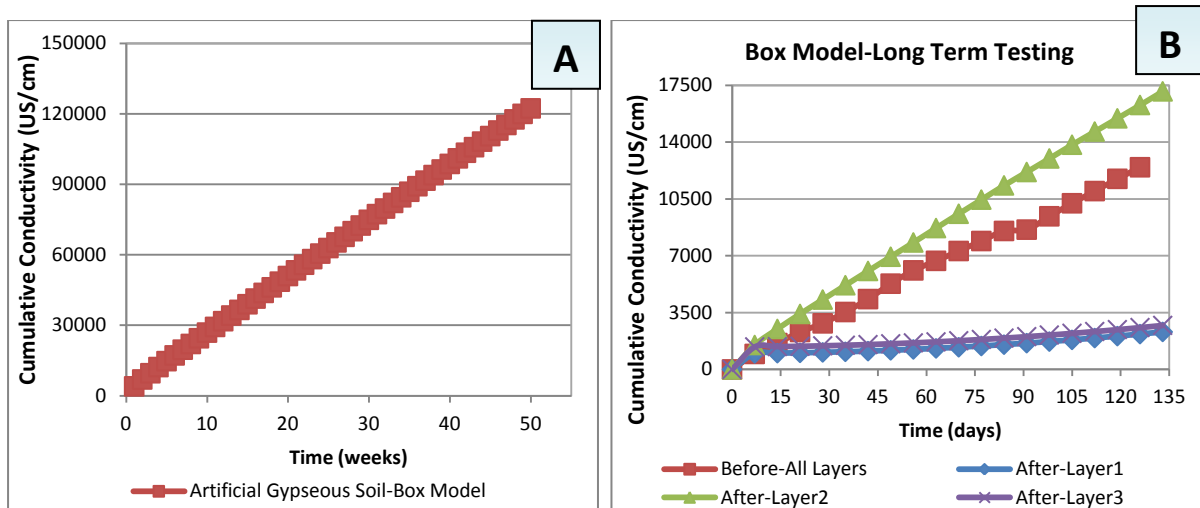 A
150000
120000
90000
60000
30000
0
Cumulative Conductivity (US/cm)
0 10 20 30 40 50
Time (weeks)
Artificial Gypseous Soil-Box Model
B
Box Model-Long Term Testing
17500
14000
10500
7000
3500
0
Cumulative Conductivity (US/cm)
0 15 30 45 60 75 90 105 120 135
Time (days)
Before-All Layers After-Layer1
After-Layer2 After-Layer3